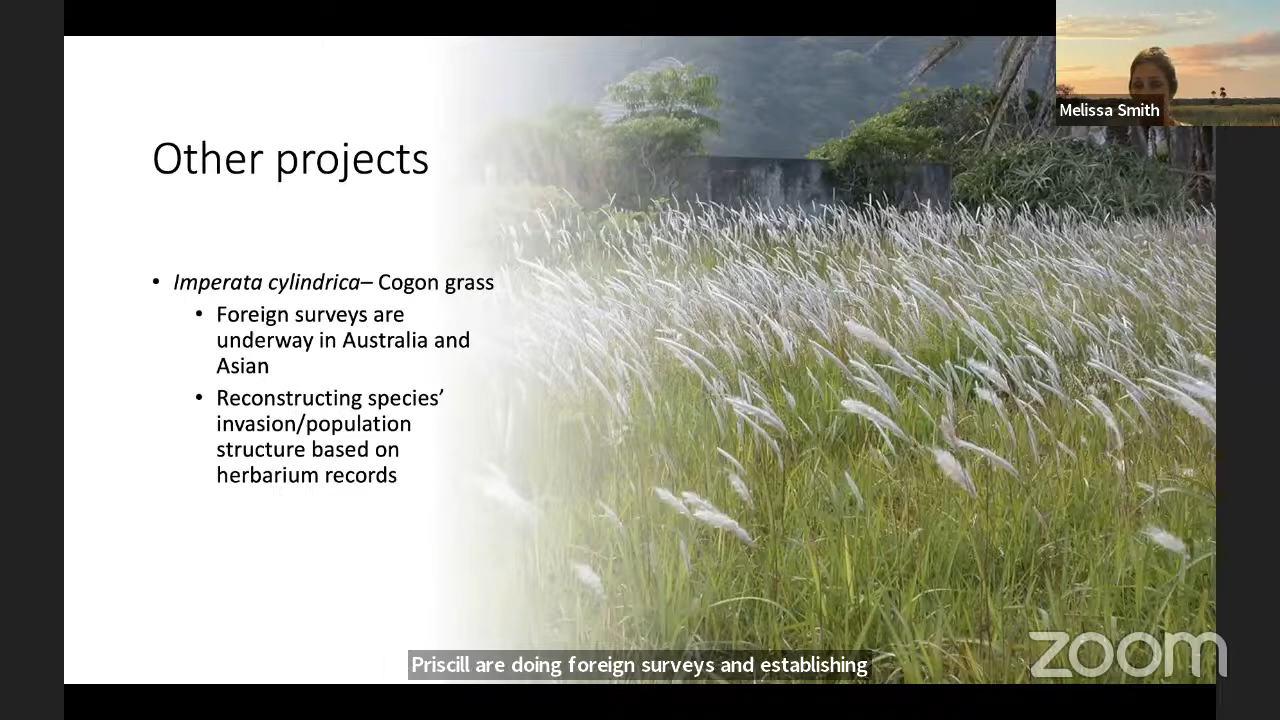 Melissa Smith
Other projects
• Imperata cylindrica– Cogon grass
• Foreign surveys are
underway in Australia and
Asian
• Reconstructing species’
invasion/population
structure based on
herbarium records
Priscill are doing foreign surveys and establishing
zoom